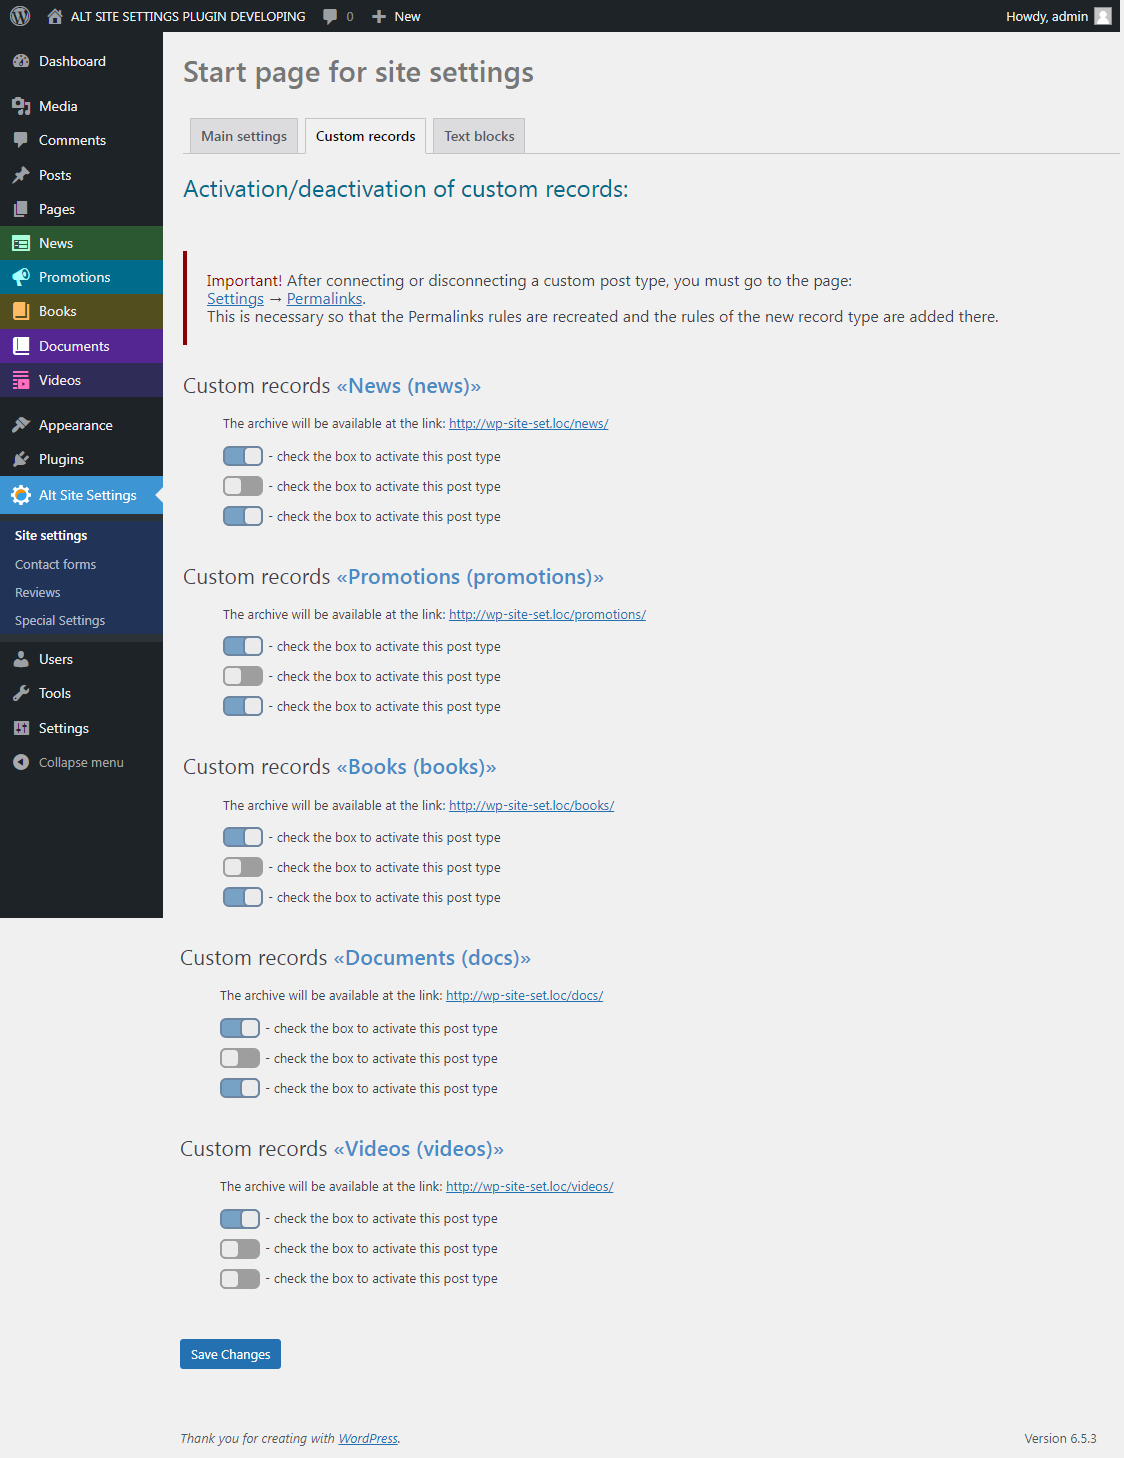 ALT SITE SETTINGS PLUGIN DEVELOPING 0 New Howdy, admin
Dashboard
Media
Comments
Posts
Pages
News
Promotions
Books
Documents
Videos
Appearance
Plugins
Alt Site Settings
Site settings
Contact forms
Reviews
Special Settings
Users
Tools
Settings
Collapse menu
Start page for site settings
Main settings Custom records Text blocks
Activation/deactivation of custom records:
Important! After connecting or disconnecting a custom post type, you must go to the page:
Settings → Permalinks.
This is necessary so that the Permalinks rules are recreated and the rules of the new record type are added there.
Custom records «News (news)»
The archive will be available at the link: http://wp-site-set.loc/news/
- check the box to activate this post type
- check the box to activate this post type
- check the box to activate this post type
Custom records «Promotions (promotions)»
The archive will be available at the link: http://wp-site-set.loc/promotions/
- check the box to activate this post type
- check the box to activate this post type
- check the box to activate this post type
Custom records «Books (books)»
The archive will be available at the link: http://wp-site-set.loc/books/
- check the box to activate this post type
- check the box to activate this post type
- check the box to activate this post type
Custom records «Documents (docs)»
The archive will be available at the link: http://wp-site-set.loc/docs/
- check the box to activate this post type
- check the box to activate this post type
- check the box to activate this post type
Custom records «Videos (videos)»
The archive will be available at the link: http://wp-site-set.loc/videos/
- check the box to activate this post type
- check the box to activate this post type
- check the box to activate this post type
Save Changes
Thank you for creating with WordPress. Version 6.5.3